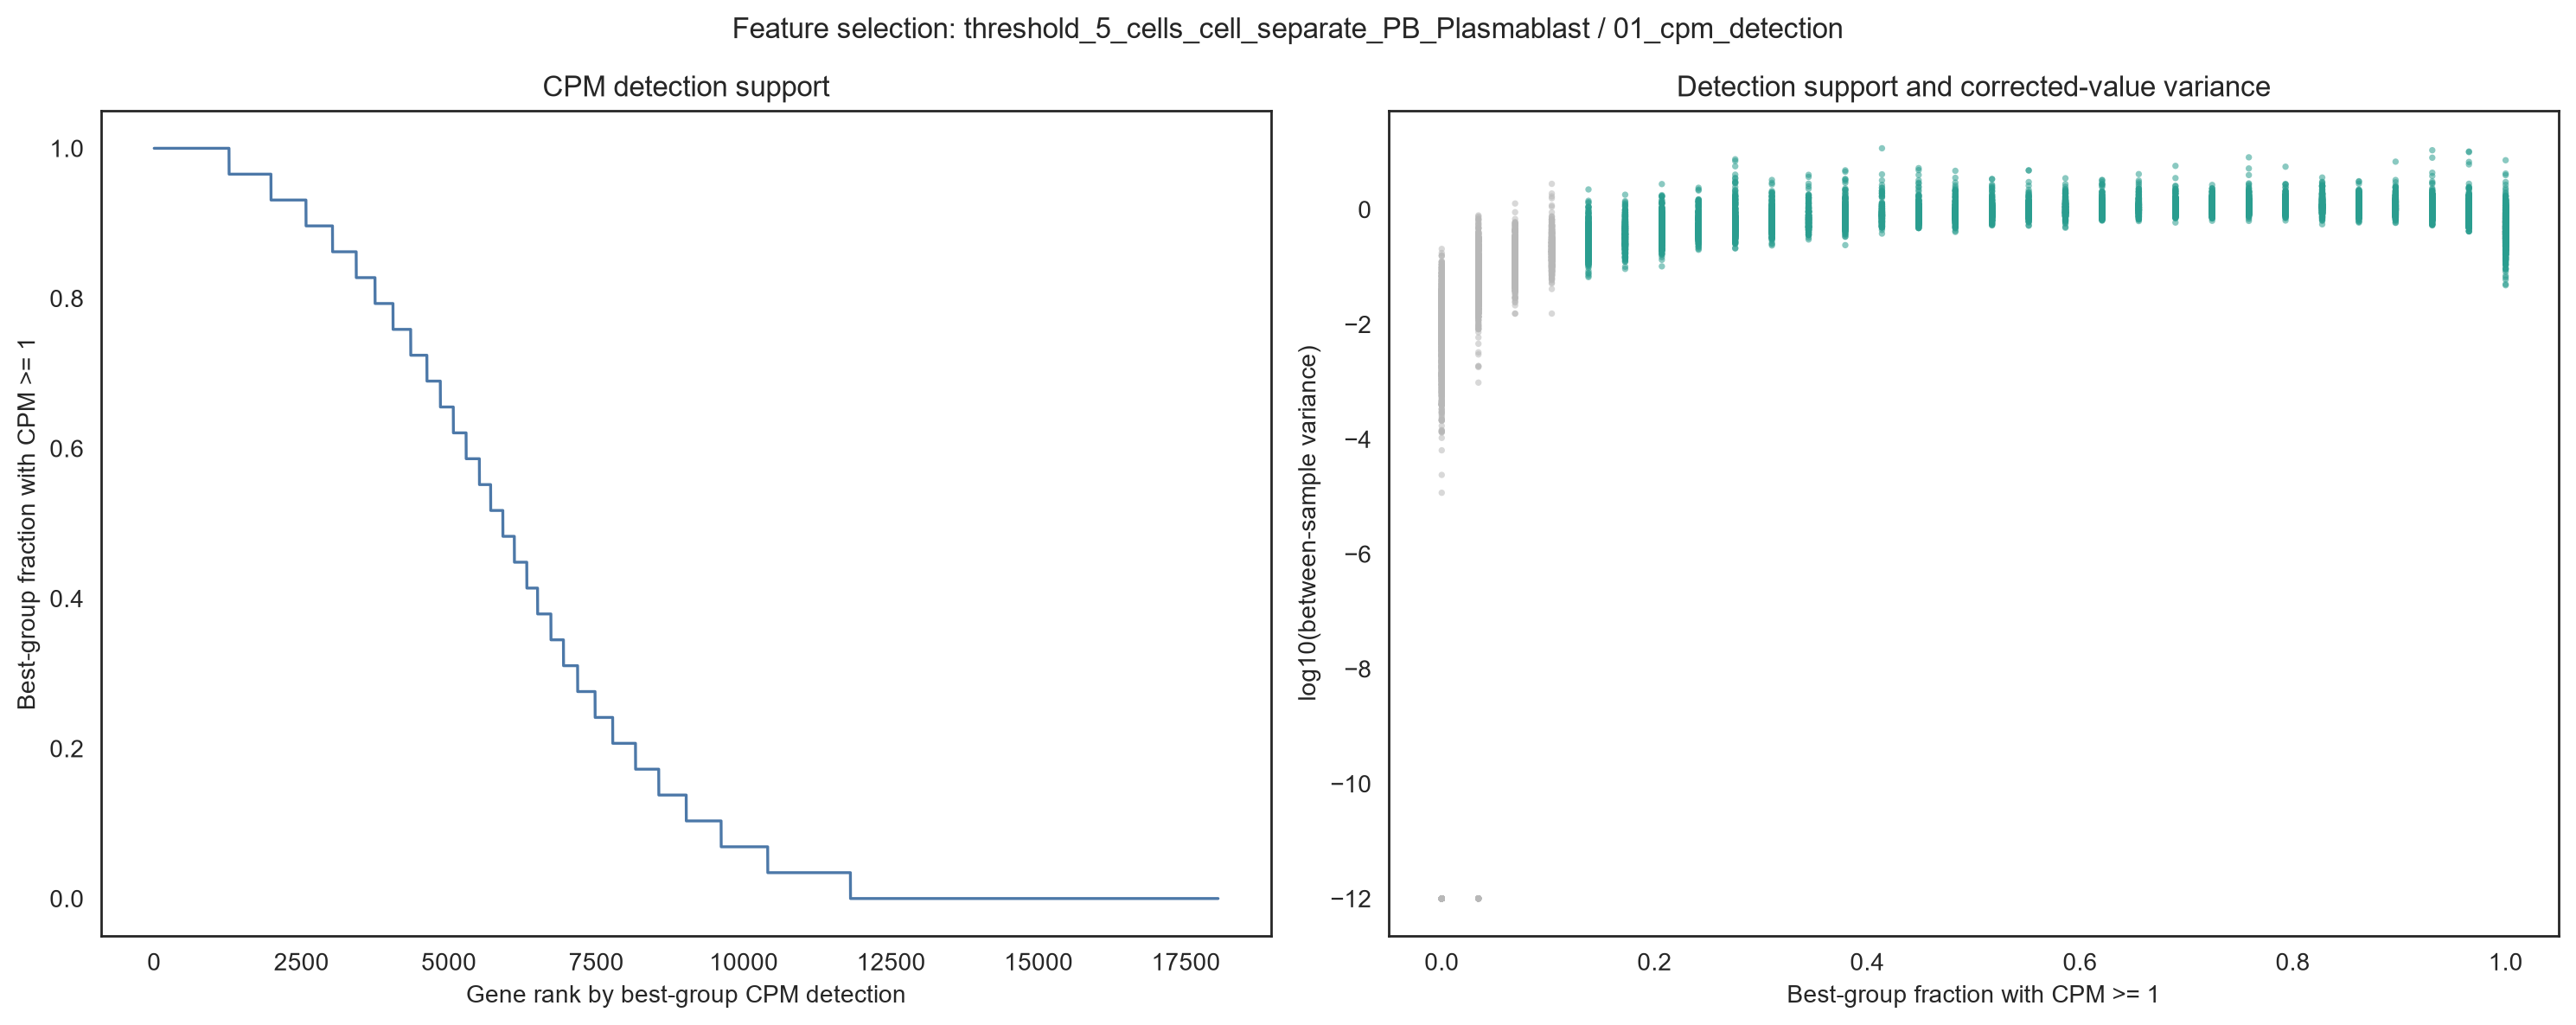 Feature selection: threshold_5_cells_cell_separate_PB_Plasmablast / 01_cpm_detection
CPM detection support
Best-group fraction with CPM >= 1
1.0
0.8
0.6
0.4
0.2
0.0
0 2500 5000 7500 10000 12500 15000 17500
Gene rank by best-group CPM detection
Detection support and corrected-value variance
log10(between-sample variance)
0
−2
−4
−6
−8
−10
−12
0.0 0.2 0.4 0.6 0.8 1.0
Best-group fraction with CPM >= 1